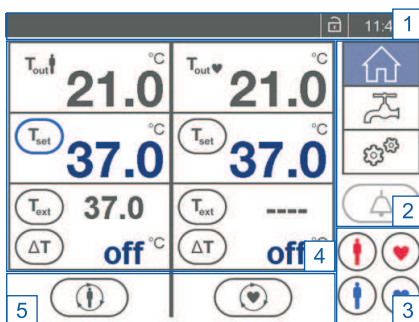 11:4 1
Tout °C Tout °C
21.0 21.0
Tset °C Tset °C
37.0 37.0
Text 37.0 Text ----
ΔT off °C ΔT off °C
2
4
5
3